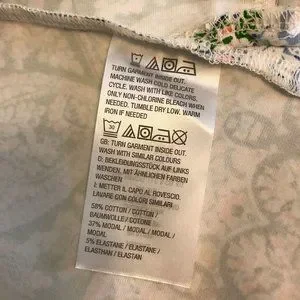 TURN GARMENT INSIDE OUT.
MACHINE WASH COLD DELICATE
CYCLE. WASH WITH LIKE COLORS.
ONLY NON-CHLORINE BLEACH WHEN
NEEDED. TUMBLE DRY LOW. WARM
IRON IF NEEDED
30
GB: TURN GARMENT INSIDE OUT.
WASH WITH SIMILAR COLOURS
D: BEKLEIDUNGSSTÜCK AUF LINKS
WENDEN. MIT ÄHNLICHEN FARBEN
WASCHEN
I: METTER IL CAPO AL ROVESCIO.
LAVARE CON COLORI SIMILARI
58% COTTON / COTTON /
BAUMWOLLE / COTONE
37% MODAL / MODAL / MODAL /
MODAL
5% ELASTANE / ELASTANE /
ELASTHAN / ELASTAN